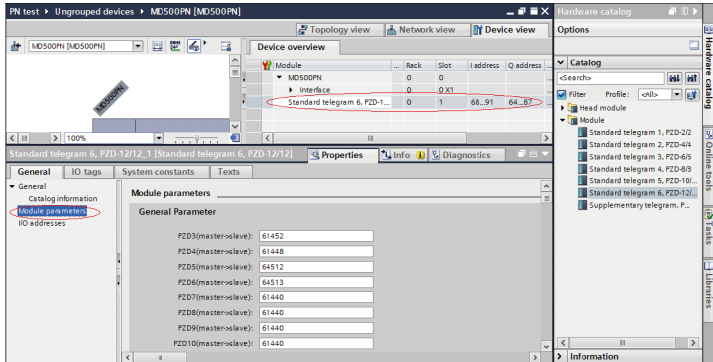 PN test ▸ Ungrouped devices ▸ MD500PN [MD500PN]
Topology view
Network view
Device view
MD500PN [MD500PN]
MD500PN
100%
Device overview
Module ... Rack Slot I address Q address ...
MD500PN 0 0
Interface 0 0 X1
Standard telegram 6, PZD-1... 0 1 68...91 64...87
Standard telegram 6, PZD-12/12_1 [Standard telegram 6, PZD-12/12]
Properties
Info
Diagnostics
General
IO tags
System constants
Texts
General
Catalog information
Module parameters
I/O addresses
Module parameters
General Parameter
PZD3(master->slave): 61452
PZD4(master->slave): 61448
PZD5(master->slave): 64512
PZD6(master->slave): 64513
PZD7(master->slave): 61440
PZD8(master->slave): 61440
PZD9(master->slave): 61440
PZD10(master->slave): 61440
Hardware catalog
Options
Catalog
<Search>
Filter Profile: <All>
Head module
Module
Standard telegram 1, PZD-2/2
Standard telegram 2, PZD-4/4
Standard telegram 3, PZD-6/6
Standard telegram 4, PZD-8/8
Standard telegram 5, PZD-10/...
Standard telegram 6, PZD-12/...
Supplementary telegram, P...
Information
Hardware catalog
Online tools
Tasks
Libraries